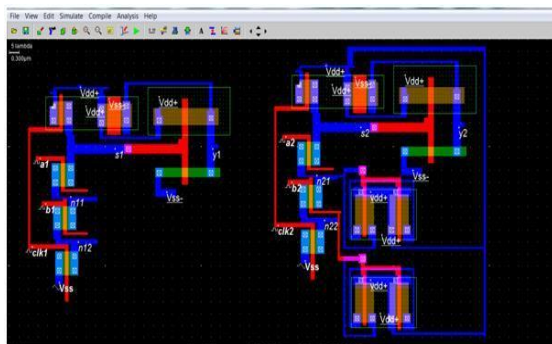 File View Edit Simulate Compile Analysis Help
5 lambda
0.300µm
Vdd+
Vdd+
Vss-
Vdd+
Vdd+
s1
y1
a1
Vss-
b1
n11
clk1
n12
Vss
Vdd+
Vdd+
Vss-
Vdd+
Vdd+
s2
y2
a2
Vss-
b2
n21
Vdd+
n22
Vdd+
clk2
Vss
Vdd+
Vdd+